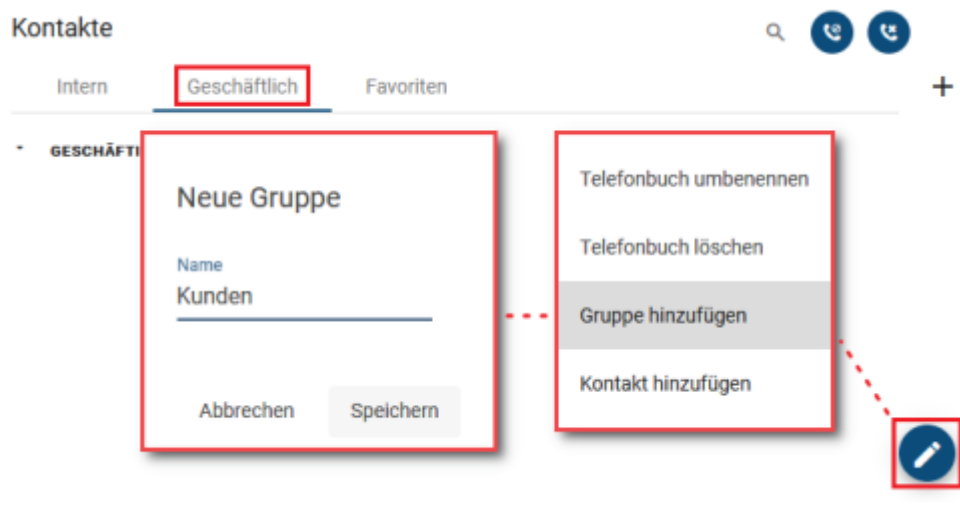 Kontakte
Intern
Geschäftlich
Favoriten
Neue Gruppe
Name
Kunden
Abbrechen
Speichern
Telefonbuch umbenennen
Telefonbuch löschen
Gruppe hinzufügen
Kontakt hinzufügen